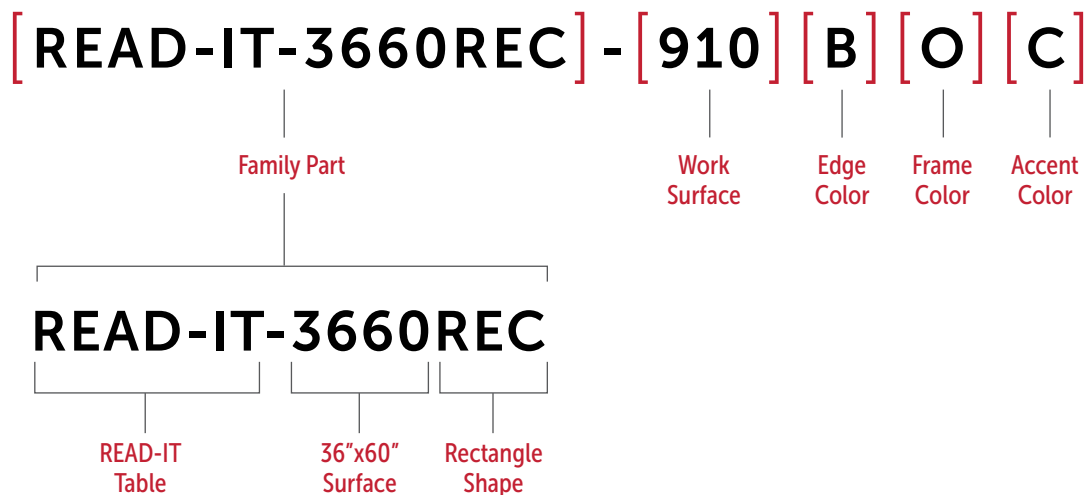 [READ-IT-3660REC]-[910][B][O][C]
Family Part
Work
Surface
Edge
Color
Frame
Color
Accent
Color
READ-IT-3660REC
READ-IT
Table
36"x60"
Surface
Rectangle
Shape